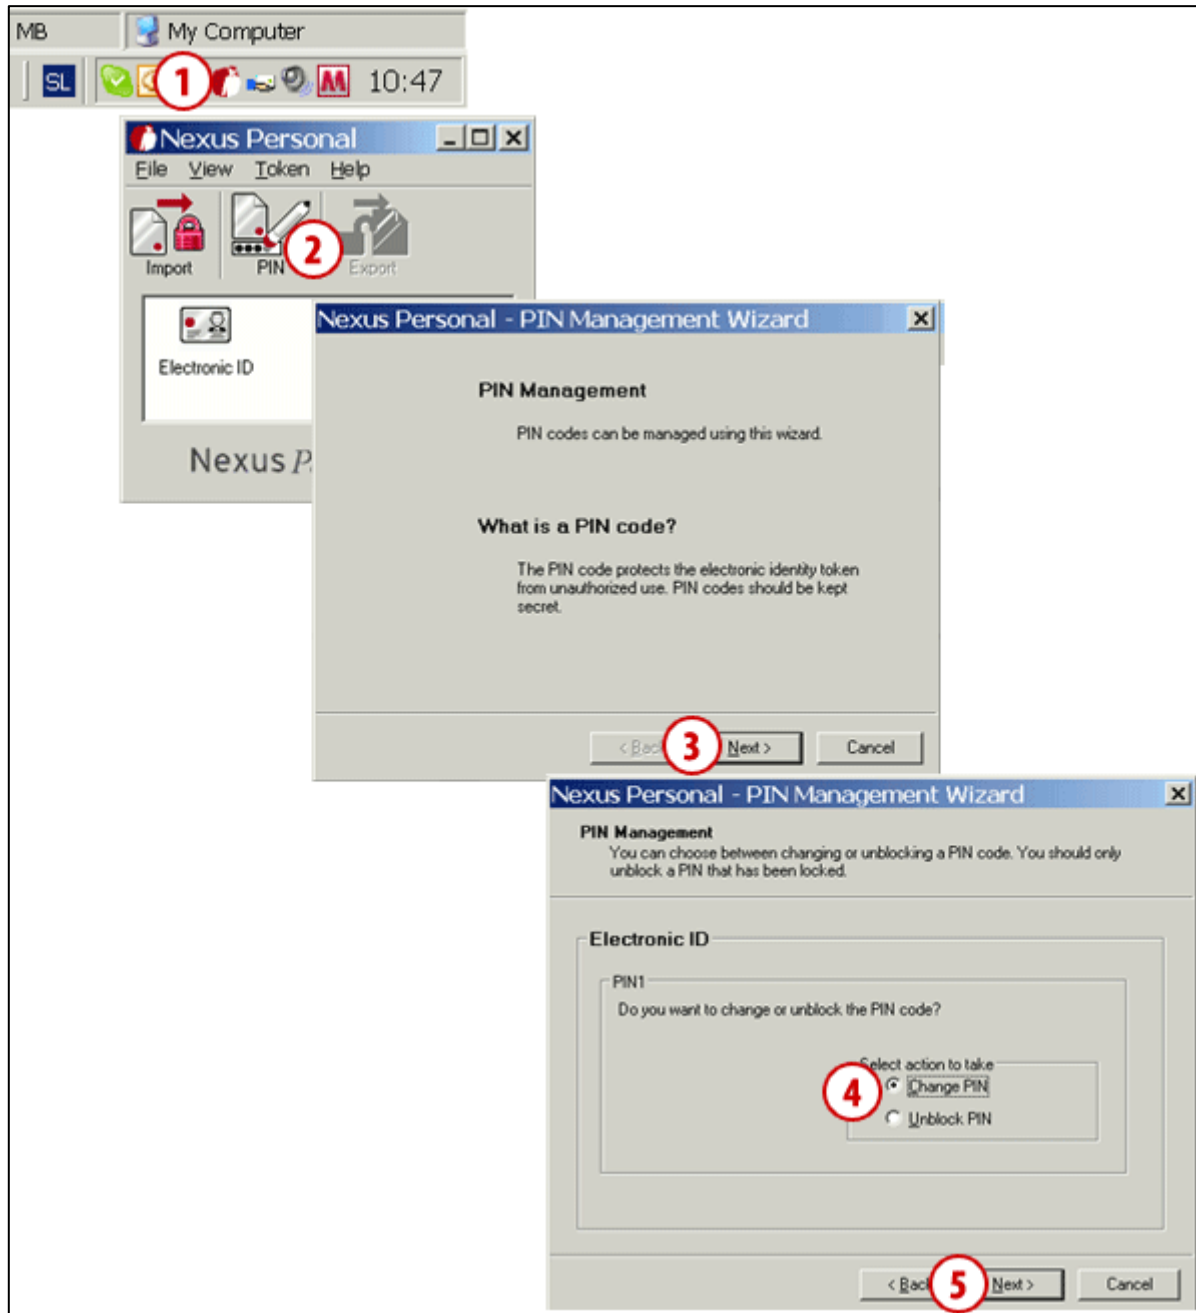 MB
My Computer
SL
1
10:47
Nexus Personal
File View Token Help
2
Import PIN Export
Electronic ID
Nexus P
Nexus Personal - PIN Management Wizard
PIN Management
PIN codes can be managed using this wizard.
What is a PIN code?
The PIN code protects the electronic identity token
from unauthorized use. PIN codes should be kept
secret.
< Back
3
Next >
Cancel
Nexus Personal - PIN Management Wizard
PIN Management
You can choose between changing or unblocking a PIN code. You should only
unblock a PIN that has been locked.
Electronic ID
PIN1
Do you want to change or unblock the PIN code?
Select action to take
4
Change PIN
Unblock PIN
< Back
5
Next >
Cancel